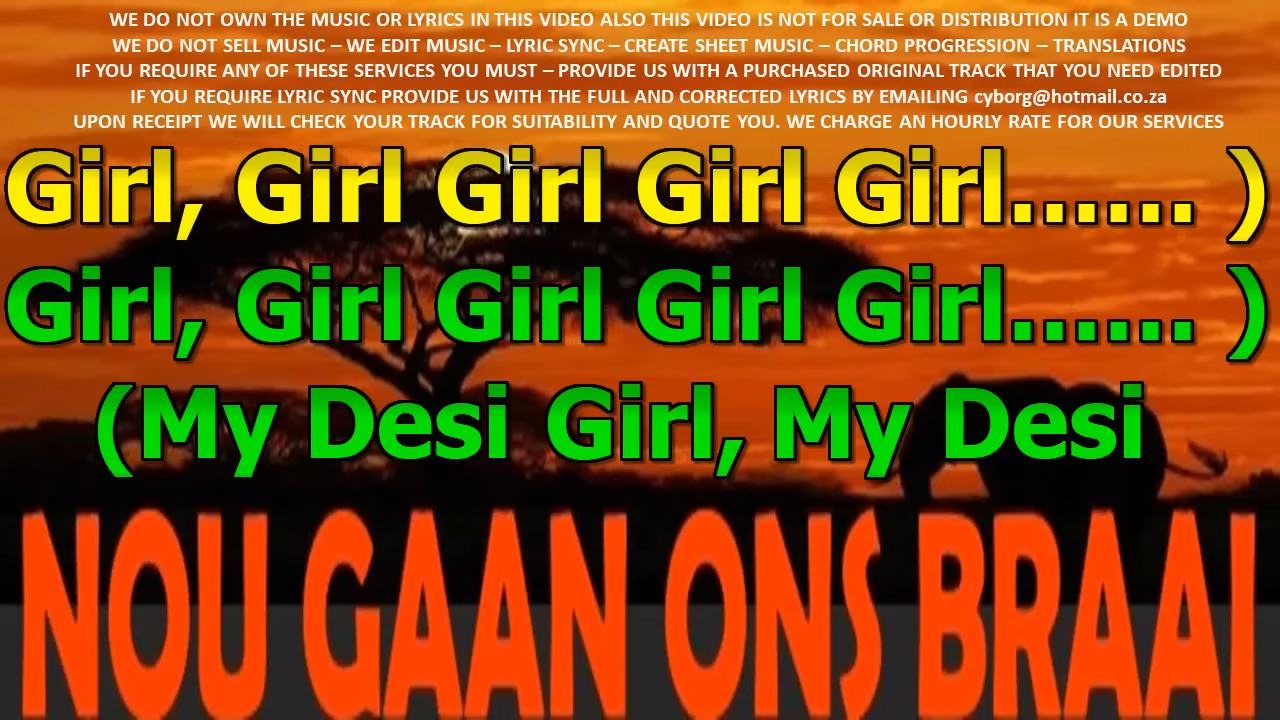 WE DO NOT OWN THE MUSIC OR LYRICS IN THIS VIDEO ALSO THIS VIDEO IS NOT FOR SALE OR DISTRIBUTION IT IS A DEMO
WE DO NOT SELL MUSIC – WE EDIT MUSIC – LYRIC SYNC – CREATE SHEET MUSIC – CHORD PROGRESSION – TRANSLATIONS
IF YOU REQUIRE ANY OF THESE SERVICES YOU MUST – PROVIDE US WITH A PURCHASED ORIGINAL TRACK THAT YOU NEED EDITED
IF YOU REQUIRE LYRIC SYNC PROVIDE US WITH THE FULL AND CORRECTED LYRICS BY EMAILING cyborg@hotmail.co.za
UPON RECEIPT WE WILL CHECK YOUR TRACK FOR SUITABILITY AND QUOTE YOU. WE CHARGE AN HOURLY RATE FOR OUR SERVICES
Girl, Girl Girl Girl Girl...... )
Girl, Girl Girl Girl Girl...... )
(My Desi Girl, My Desi
NOU GAAN ONS BRAAI